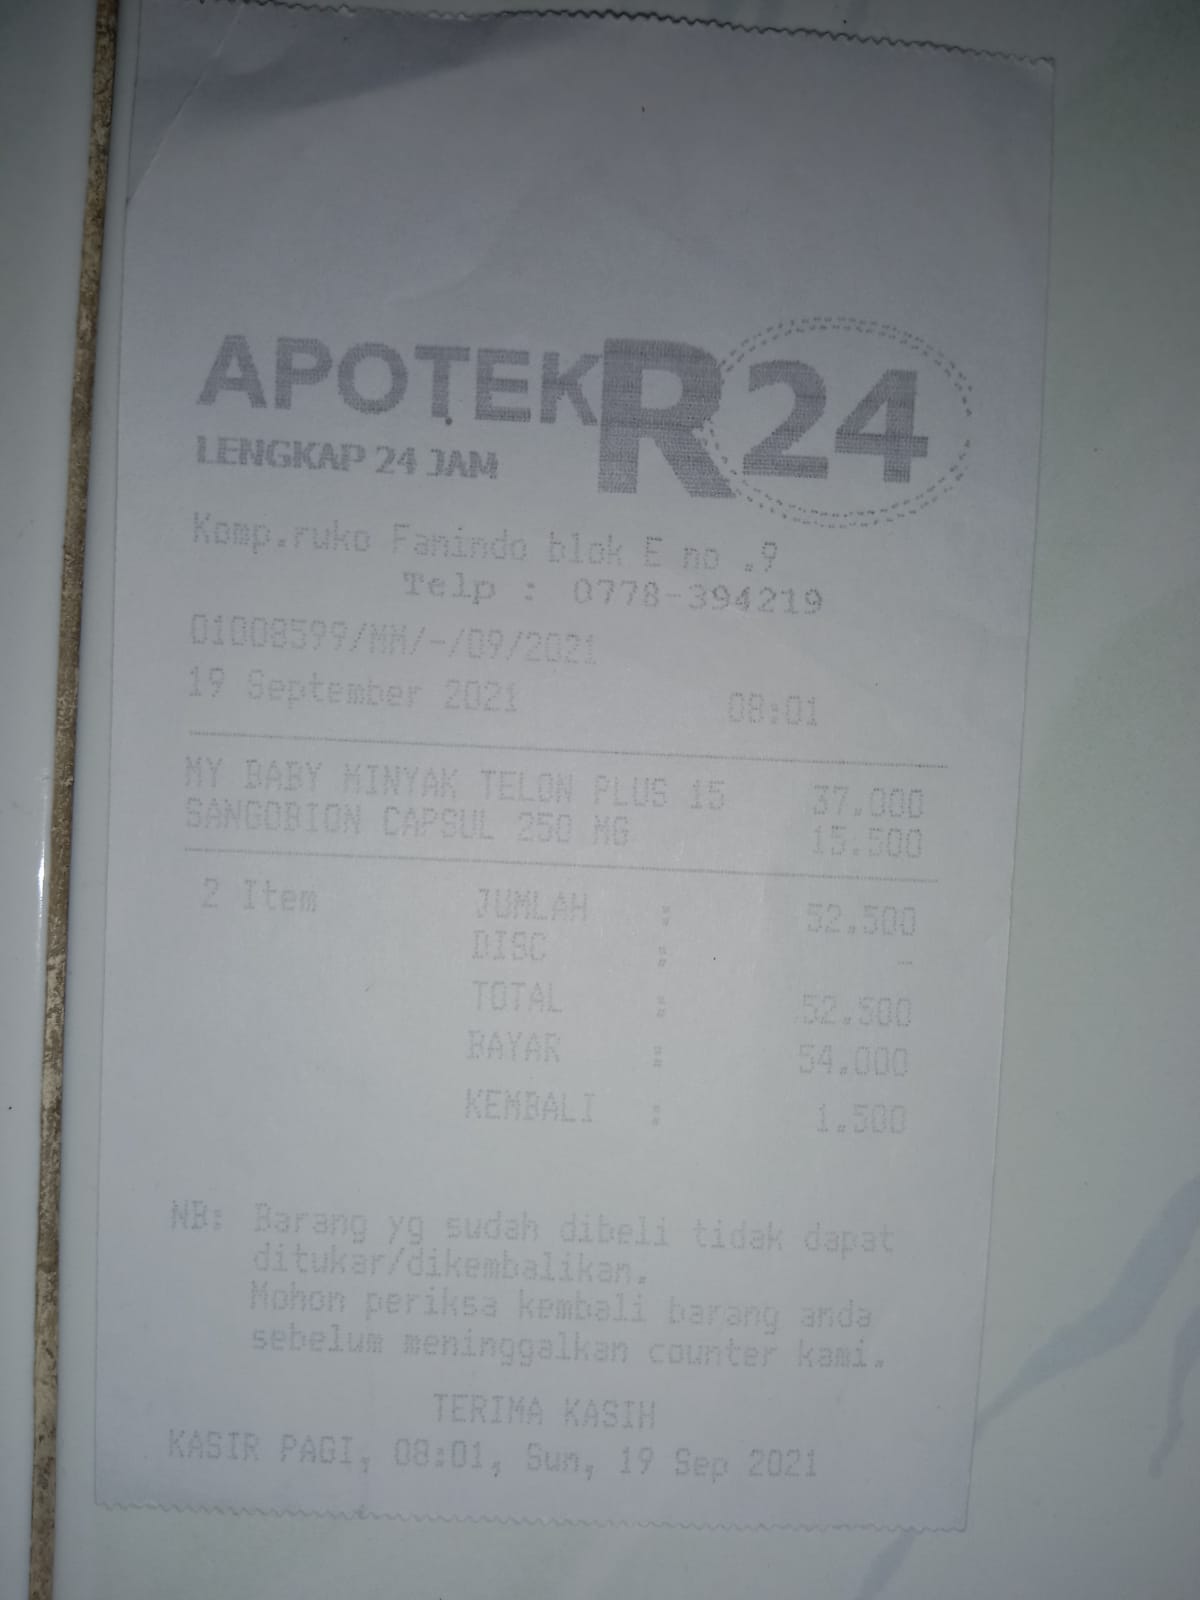 APOTEK R24
LENGKAP 24 JAM
Komp.ruko Fanindo blok E no .9
Telp : 0778-394219
01008599/MM/-/09/2021
19 September 2021 08:01
MY BABY MINYAK TELON PLUS 15 37.000
SANGOBION CAPSUL 250 MG 15.500
2 Item JUMLAH : 52.500
DISC : -
TOTAL : 52.500
BAYAR : 54.000
KEMBALI : 1.500
NB: Barang yg sudah dibeli tidak dapat
ditukar/dikembalikan.
Mohon periksa kembali barang anda
sebelum meninggalkan counter kami.
TERIMA KASIH
KASIR PAGI, 08:01, Sun, 19 Sep 2021